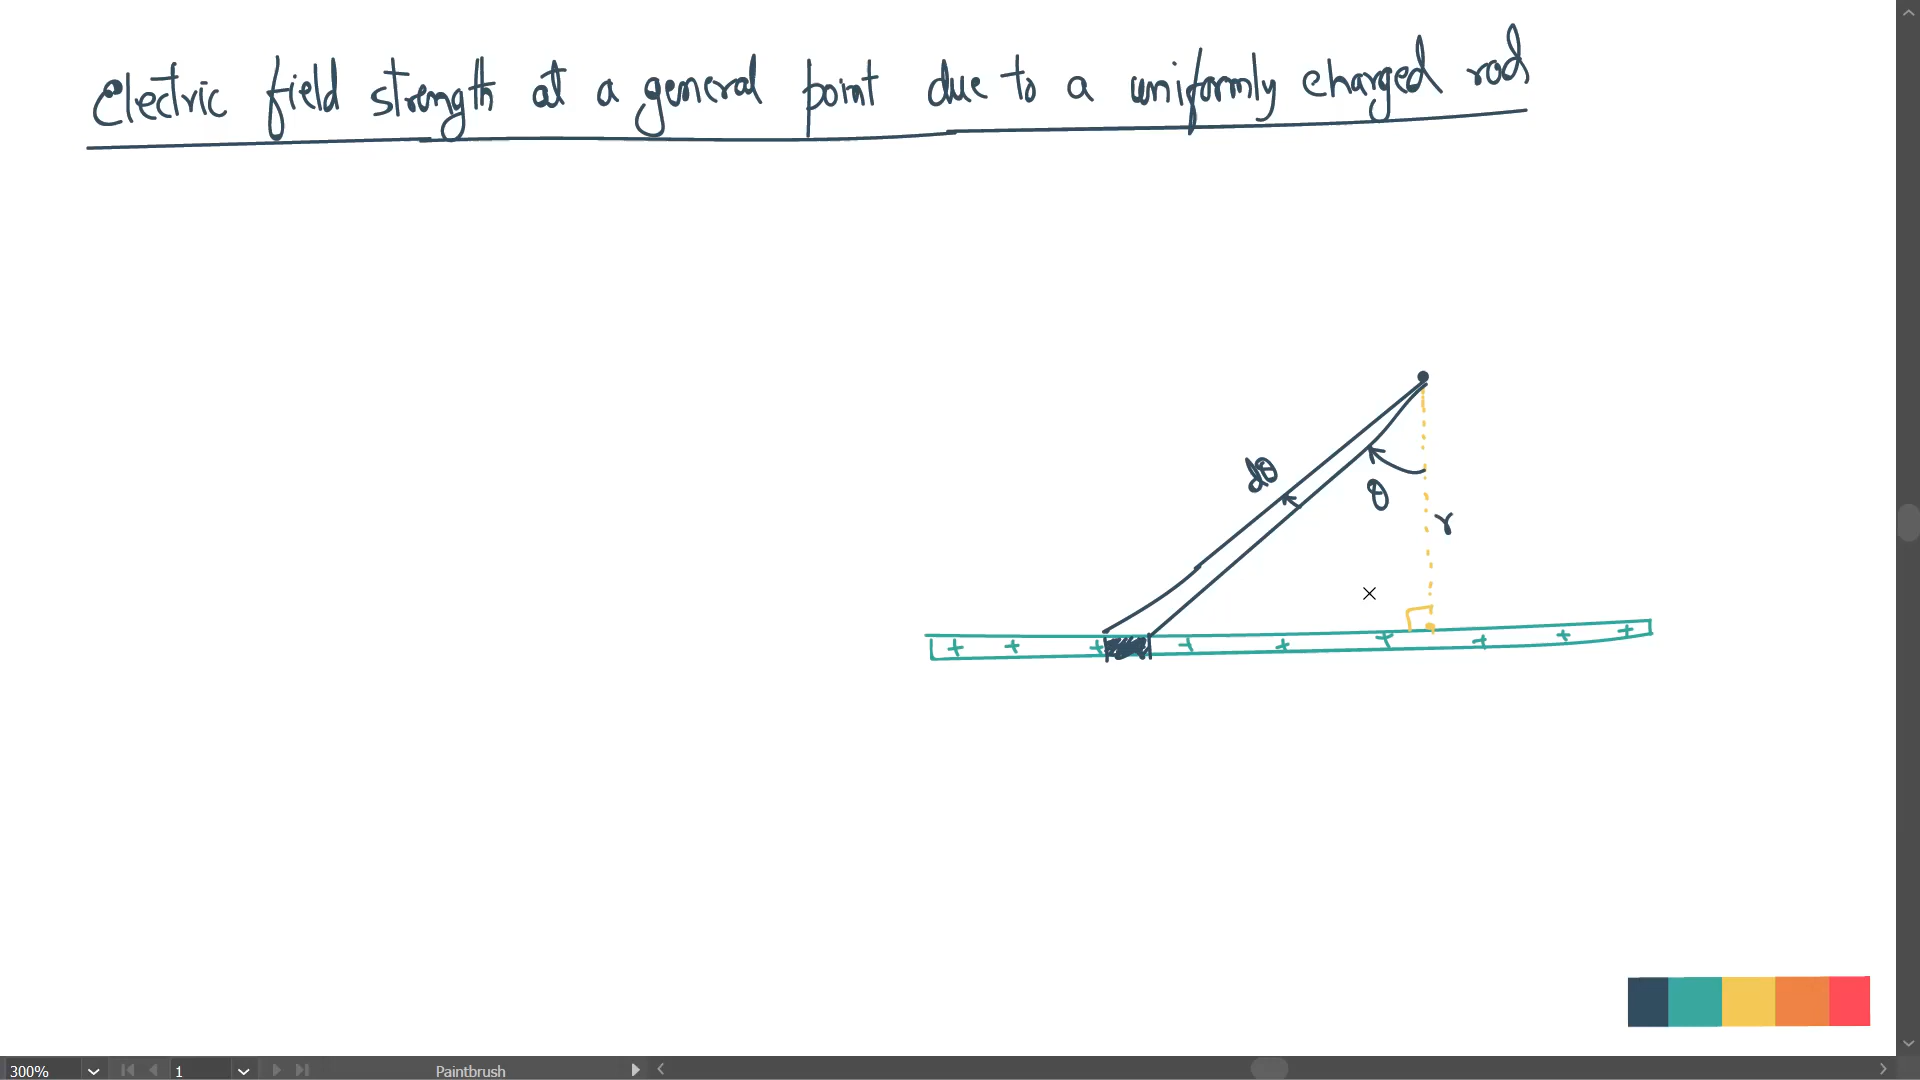 Electric field strength at a general point due to a uniformly charged rod
dθ
θ
r
+ + + + + + + + +
300%
1
Paintbrush